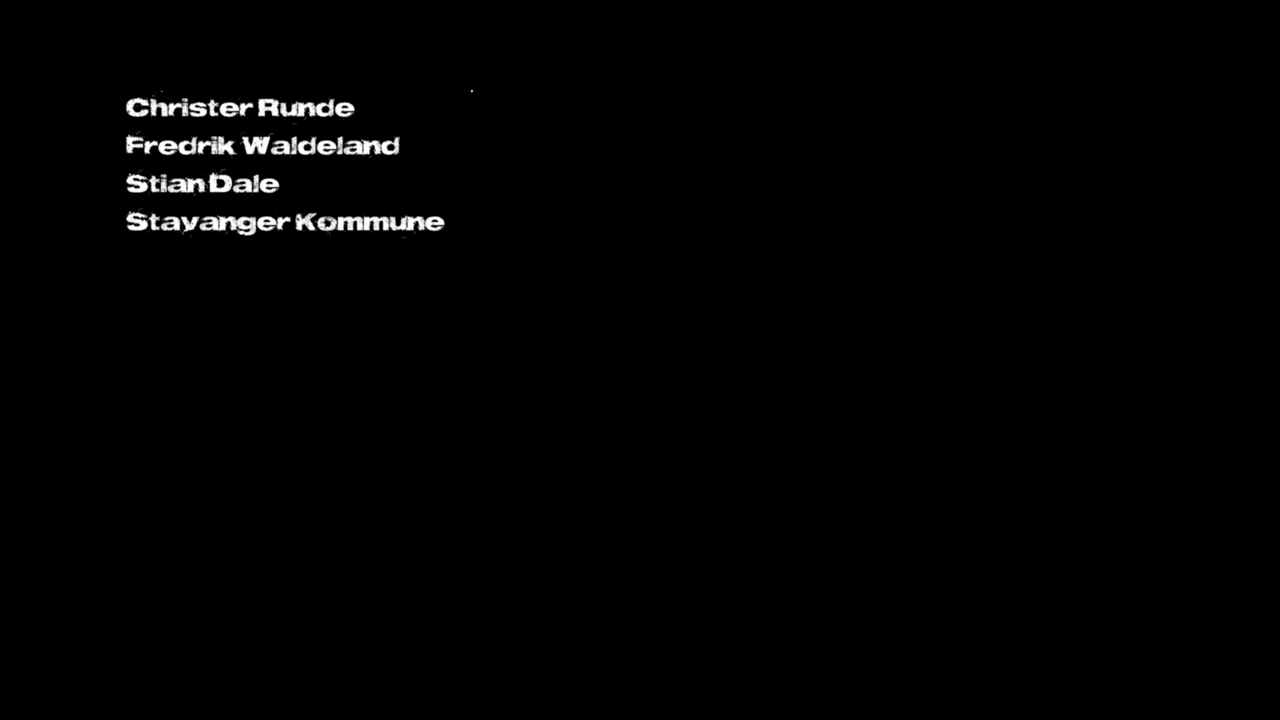 Christer Runde
Fredrik Waldeland
Stian Dale
Stavanger Kommune